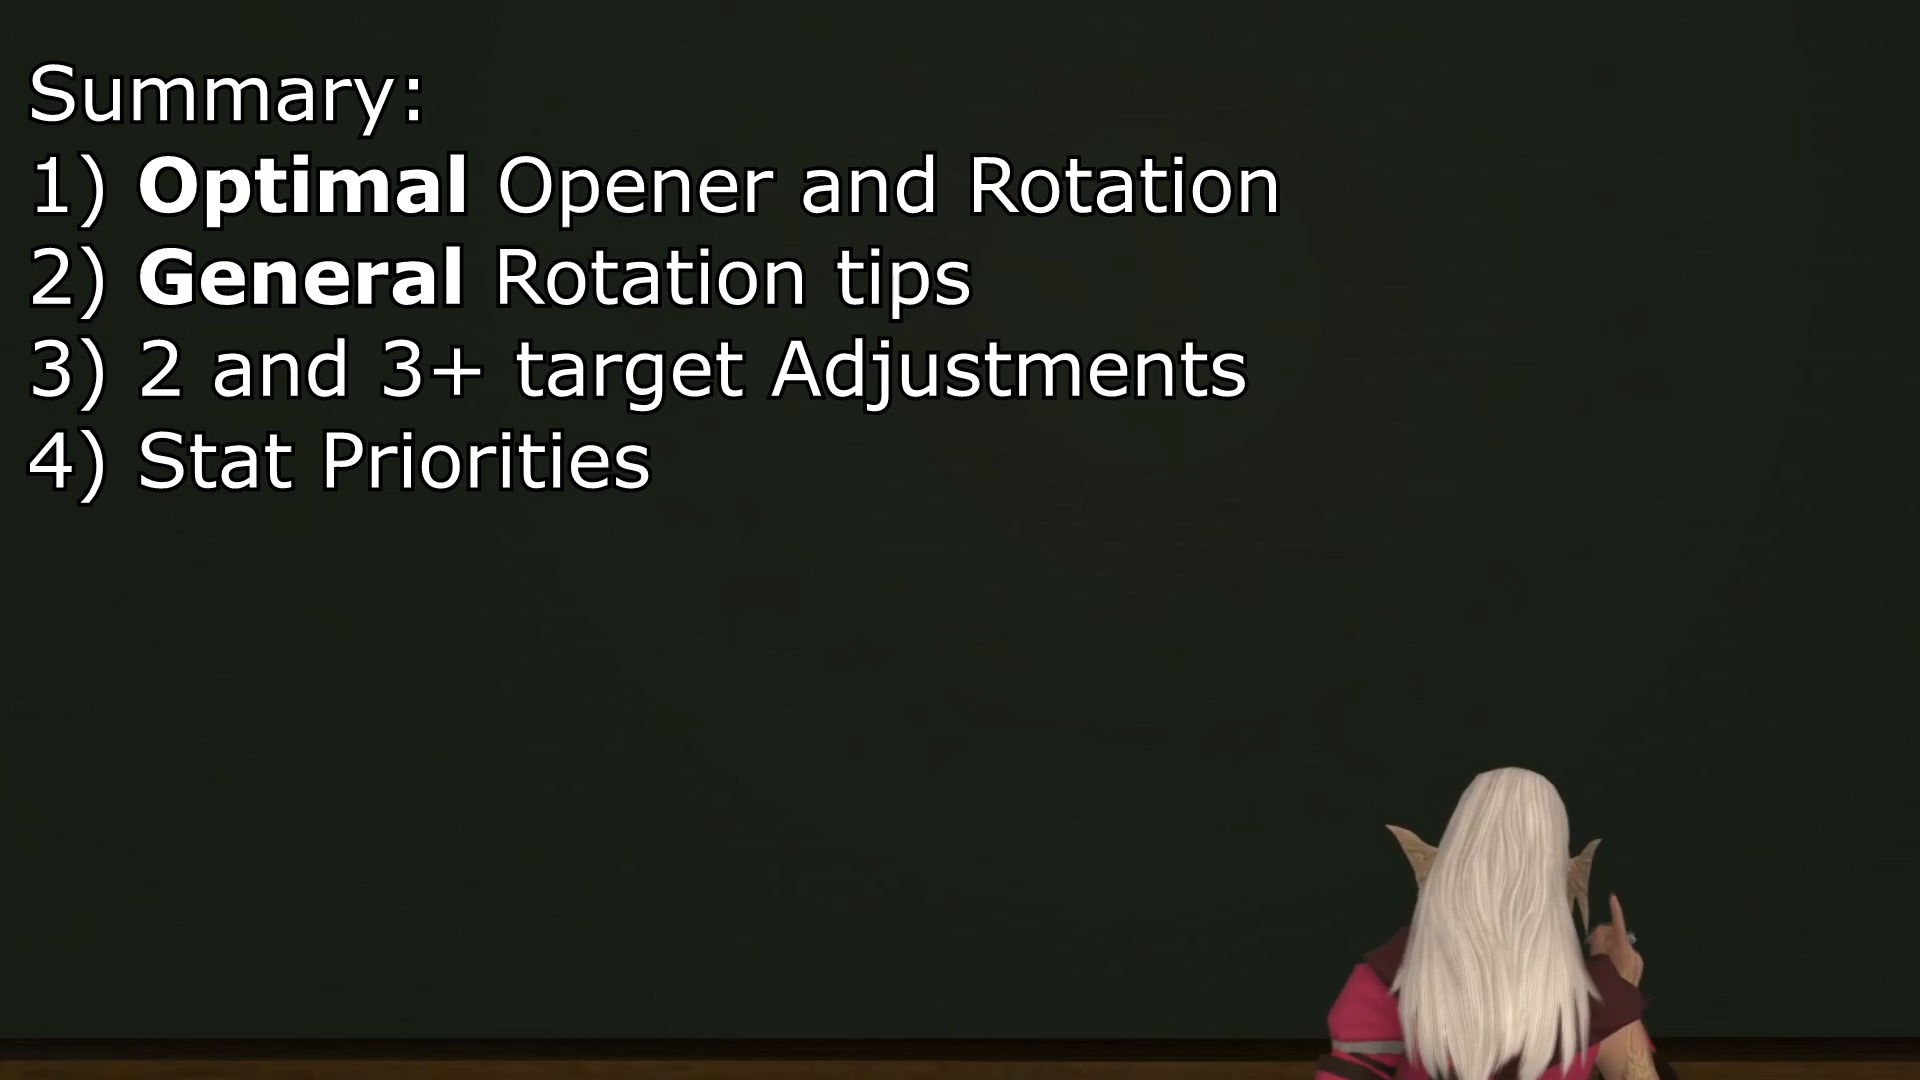 Summary:
1) Optimal Opener and Rotation
2) General Rotation tips
3) 2 and 3+ target Adjustments
4) Stat Priorities